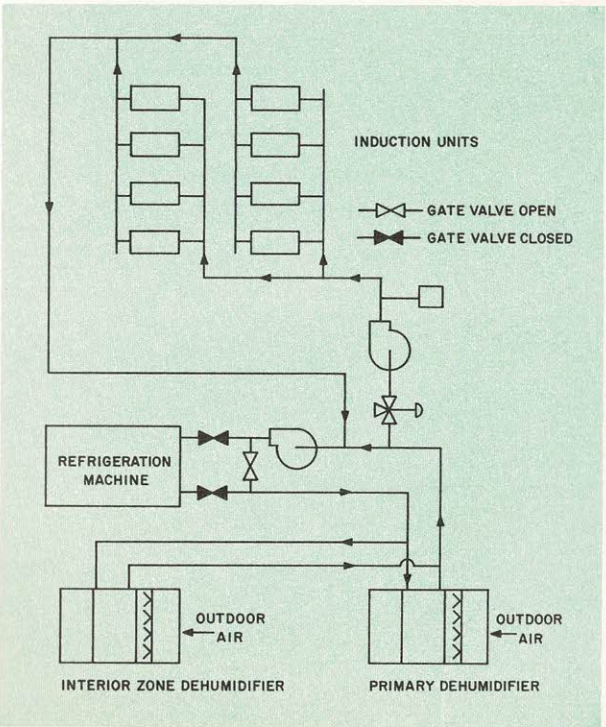 INDUCTION UNITS
GATE VALVE OPEN
GATE VALVE CLOSED
REFRIGERATION
MACHINE
OUTDOOR
AIR
OUTDOOR
AIR
INTERIOR ZONE DEHUMIDIFIER
PRIMARY DEHUMIDIFIER